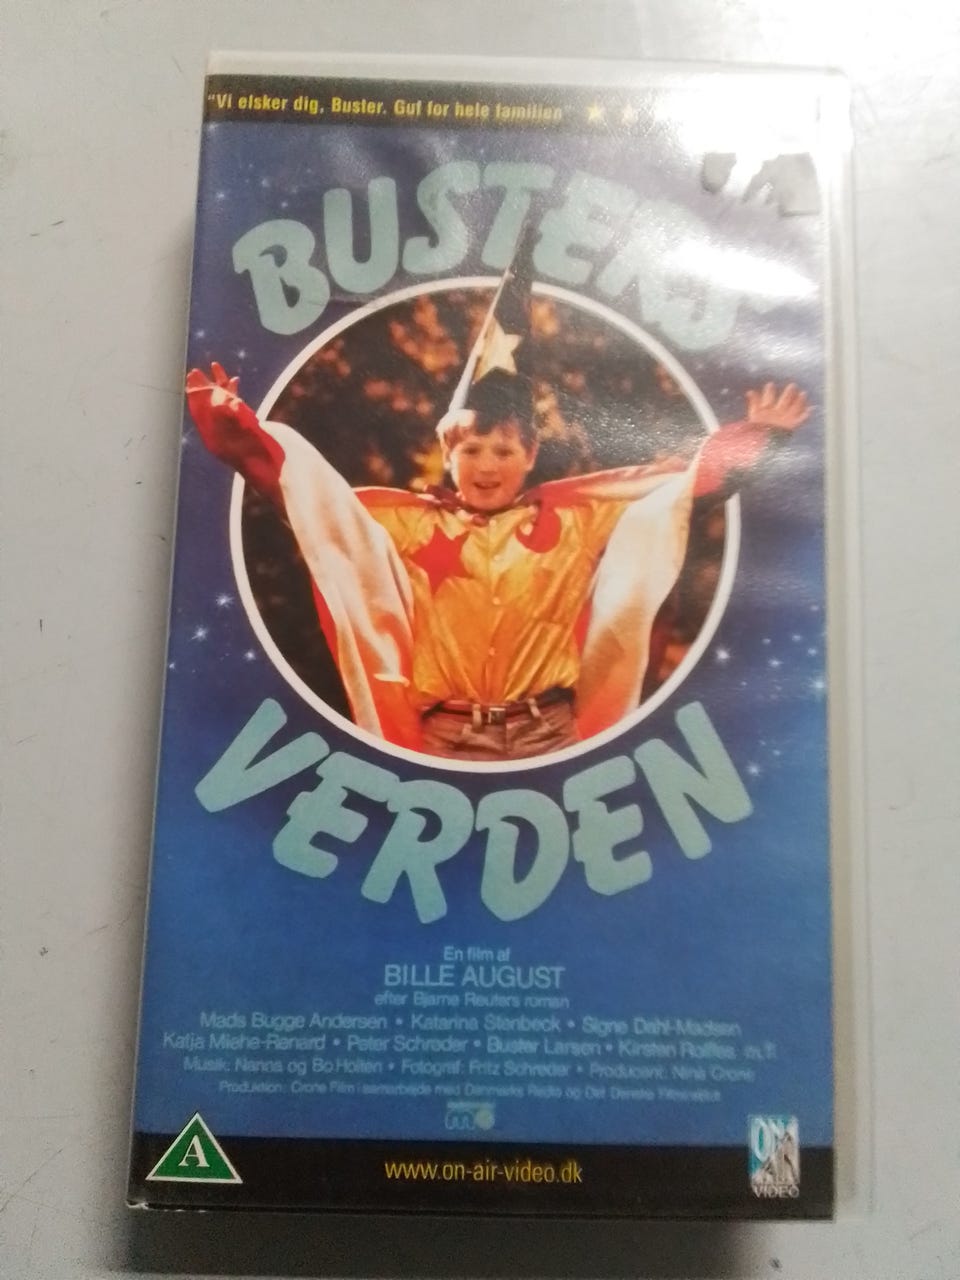 "Vi elsker dig, Buster. Guf for hele familien"
BUSTERS
VERDEN
En film af
BILLE AUGUST
efter Bjarne Reuters roman
Mads Bugge Andersen • Katarina Stenbeck • Signe Dahl-Madsen
Katja Miehe-Renard • Peter Schrøder • Buster Larsen • Kirsten Rolffes m.fl.
Musik: Nanna og Bo Holten • Fotograf: Fritz Schrøder • Producent: Nina Crone
Produktion: Crone Film i samarbejde med Danmarks Radio og Det Danske Filminstitut
A
www.on-air-video.dk
ON
AIR
VIDEO